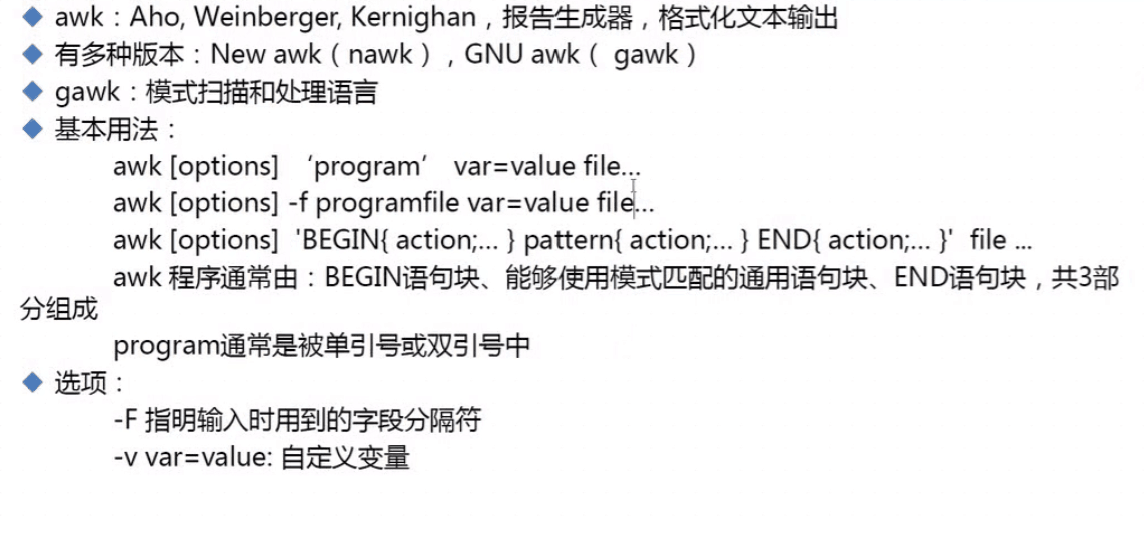 awk：Aho, Weinberger, Kernighan，报告生成器，格式化文本输出
有多种版本：New awk（nawk），GNU awk（ gawk）
gawk：模式扫描和处理语言
基本用法：
awk [options] ‘program’ var=value file…
awk [options] -f programfile var=value file…
awk [options] 'BEGIN{ action;… } pattern{ action;… } END{ action;… }' file ...
awk 程序通常由：BEGIN语句块、能够使用模式匹配的通用语句块、END语句块，共3部
分组成
program通常是被单引号或双引号中
选项：
-F 指明输入时用到的字段分隔符
-v var=value: 自定义变量